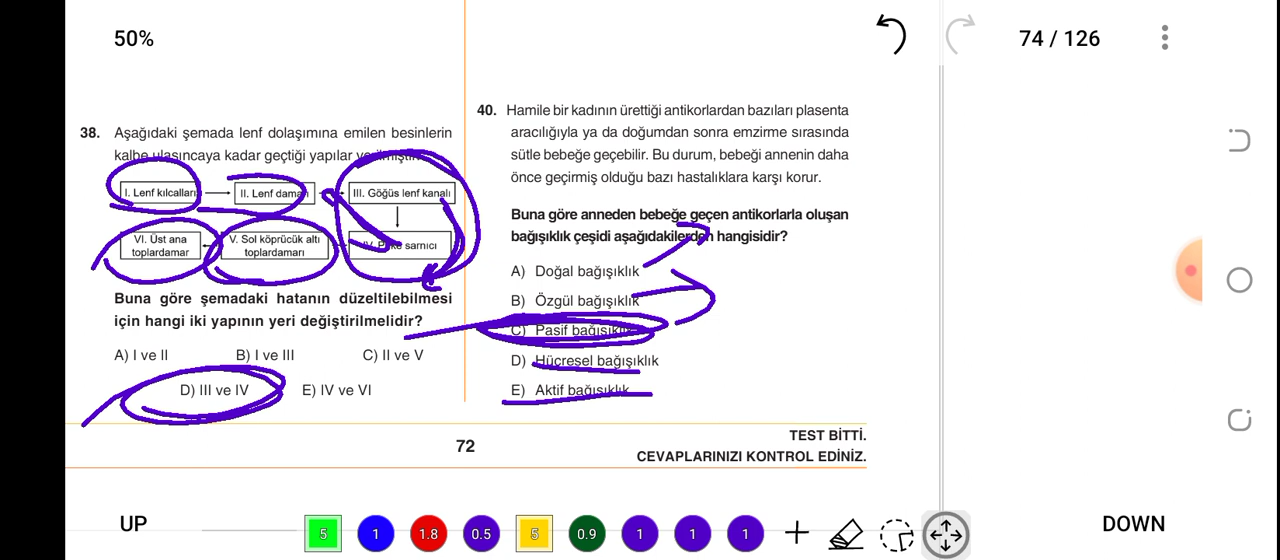 50%
74 / 126
38. Aşağıdaki şemada lenf dolaşımına emilen besinlerin
kalbe ulaşıncaya kadar geçtiği yapılar verilmiştir.
I. Lenf kılcalları
II. Lenf damarı
III. Göğüs lenf kanalı
VI. Üst ana
toplardamar
V. Sol köprücük altı
toplardamarı
IV. Peke sarnıcı
Buna göre şemadaki hatanın düzeltilebilmesi
için hangi iki yapının yeri değiştirilmelidir?
A) I ve II B) I ve III C) II ve V
D) III ve IV E) IV ve VI
40. Hamile bir kadının ürettiği antikorlardan bazıları plasenta
aracılığıyla ya da doğumdan sonra emzirme sırasında
sütle bebeğe geçebilir. Bu durum, bebeği annenin daha
önce geçirmiş olduğu bazı hastalıklara karşı korur.
Buna göre anneden bebeğe geçen antikorlarla oluşan
bağışıklık çeşidi aşağıdakilerden hangisidir?
A) Doğal bağışıklık
B) Özgül bağışıklık
C) Pasif bağışıklık
D) Hücresel bağışıklık
E) Aktif bağışıklık
72
TEST BİTTİ.
CEVAPLARINIZI KONTROL EDİNİZ.
UP
5 1 1.8 0.5 5 0.9 1 1 1
DOWN